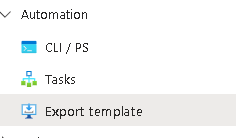 Automation
CLI / PS
Tasks
Export template